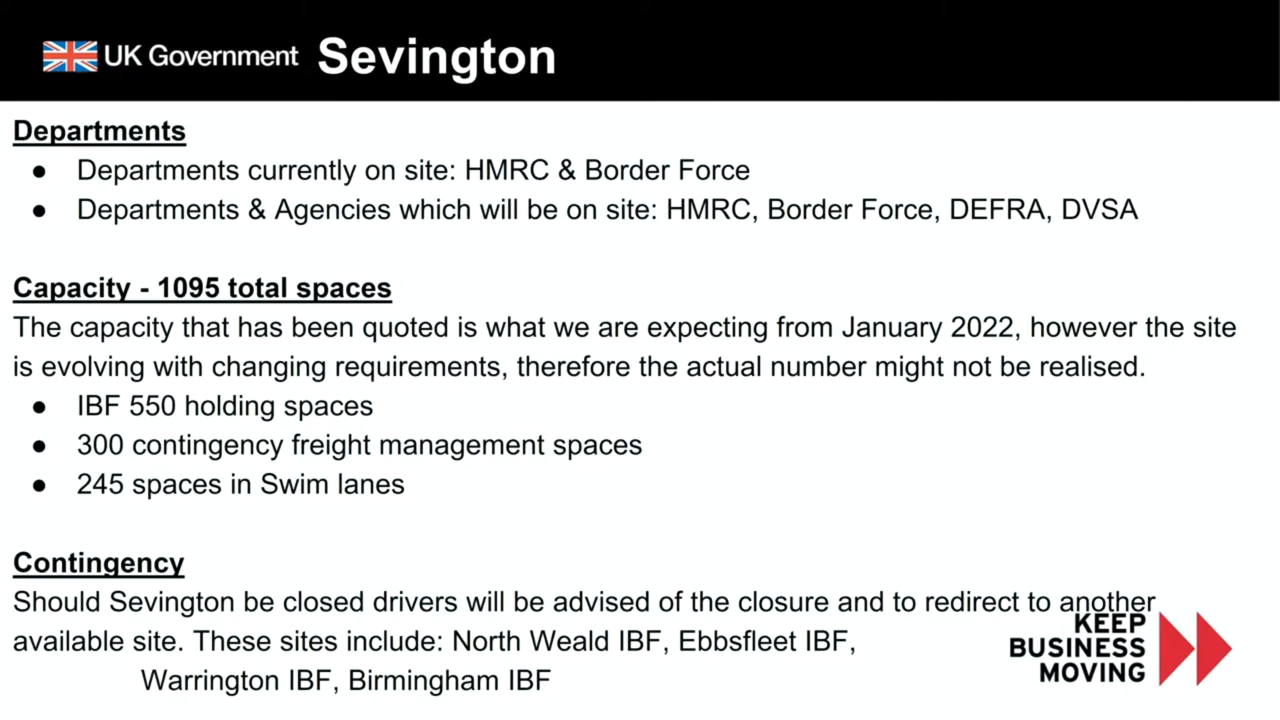 UK Government Sevington
Departments
● Departments currently on site: HMRC & Border Force
● Departments & Agencies which will be on site: HMRC, Border Force, DEFRA, DVSA
Capacity - 1095 total spaces
The capacity that has been quoted is what we are expecting from January 2022, however the site
is evolving with changing requirements, therefore the actual number might not be realised.
● IBF 550 holding spaces
● 300 contingency freight management spaces
● 245 spaces in Swim lanes
Contingency
Should Sevington be closed drivers will be advised of the closure and to redirect to another
available site. These sites include: North Weald IBF, Ebbsfleet IBF,
Warrington IBF, Birmingham IBF
KEEP
BUSINESS
MOVING